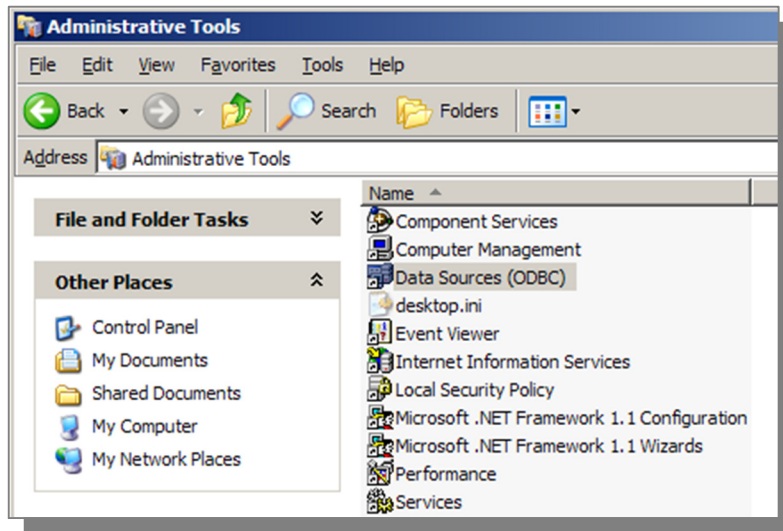 Administrative Tools
File Edit View Favorites Tools Help
Back Search Folders
Address Administrative Tools
File and Folder Tasks
Other Places
Control Panel
My Documents
Shared Documents
My Computer
My Network Places
Name
Component Services
Computer Management
Data Sources (ODBC)
desktop.ini
Event Viewer
Internet Information Services
Local Security Policy
Microsoft .NET Framework 1.1 Configuration
Microsoft .NET Framework 1.1 Wizards
Performance
Services